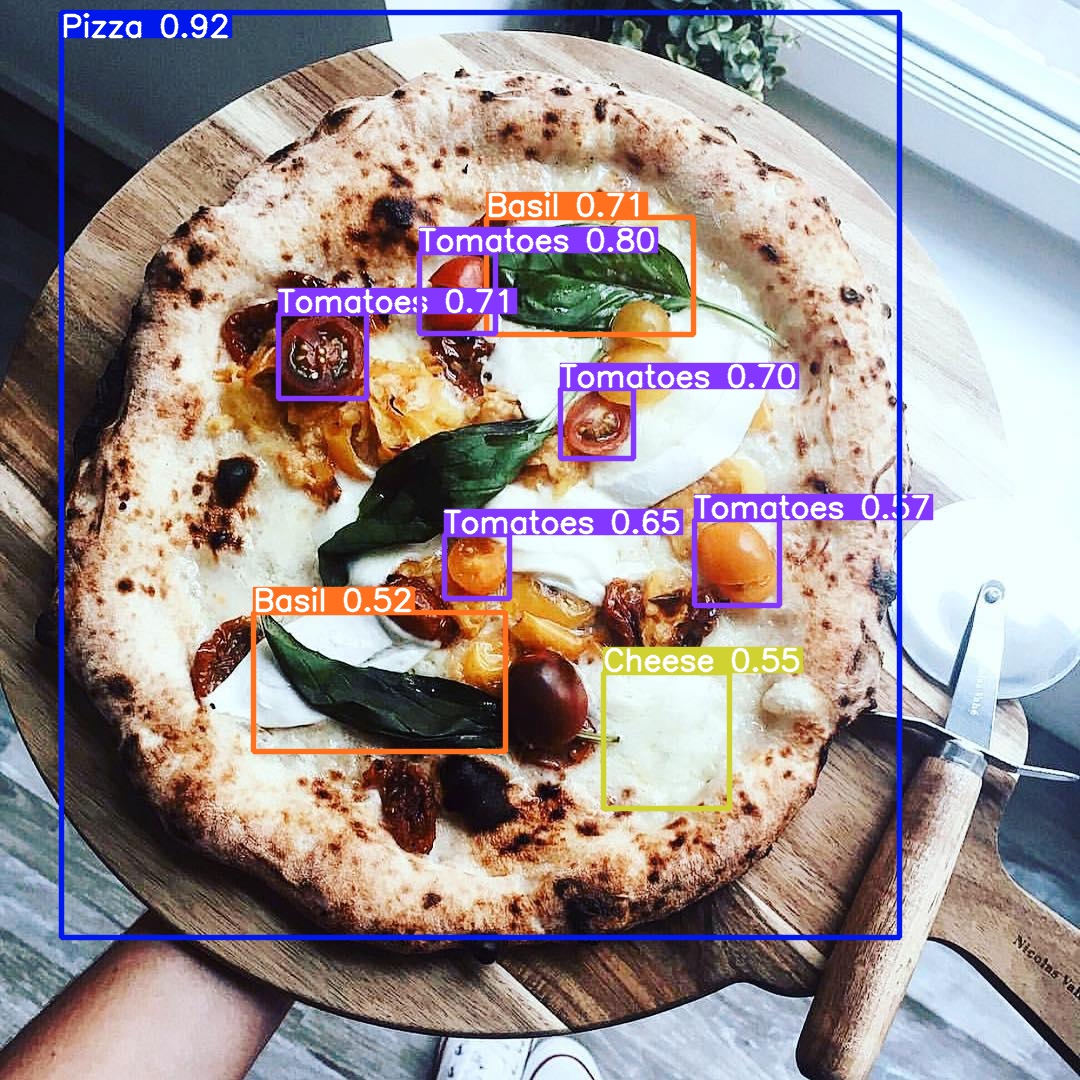 Pizza 0.92
Basil 0.71
Tomatoes 0.80
Tomatoes 0.71
Tomatoes 0.70
Tomatoes 0.57
Tomatoes 0.65
Basil 0.52
Cheese 0.55
Nicolas